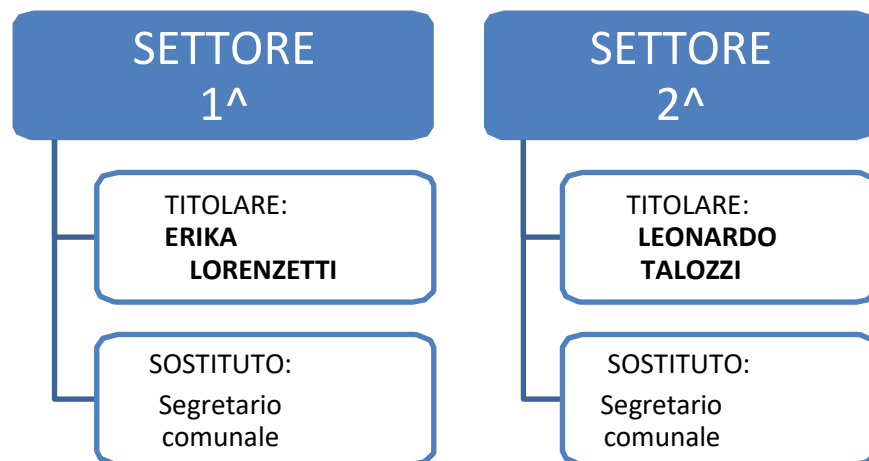 SETTORE
1^
TITOLARE:
ERIKA
LORENZETTI
SOSTITUTO:
Segretario
comunale
SETTORE
2^
TITOLARE:
LEONARDO
TALOZZI
SOSTITUTO:
Segretario
comunale